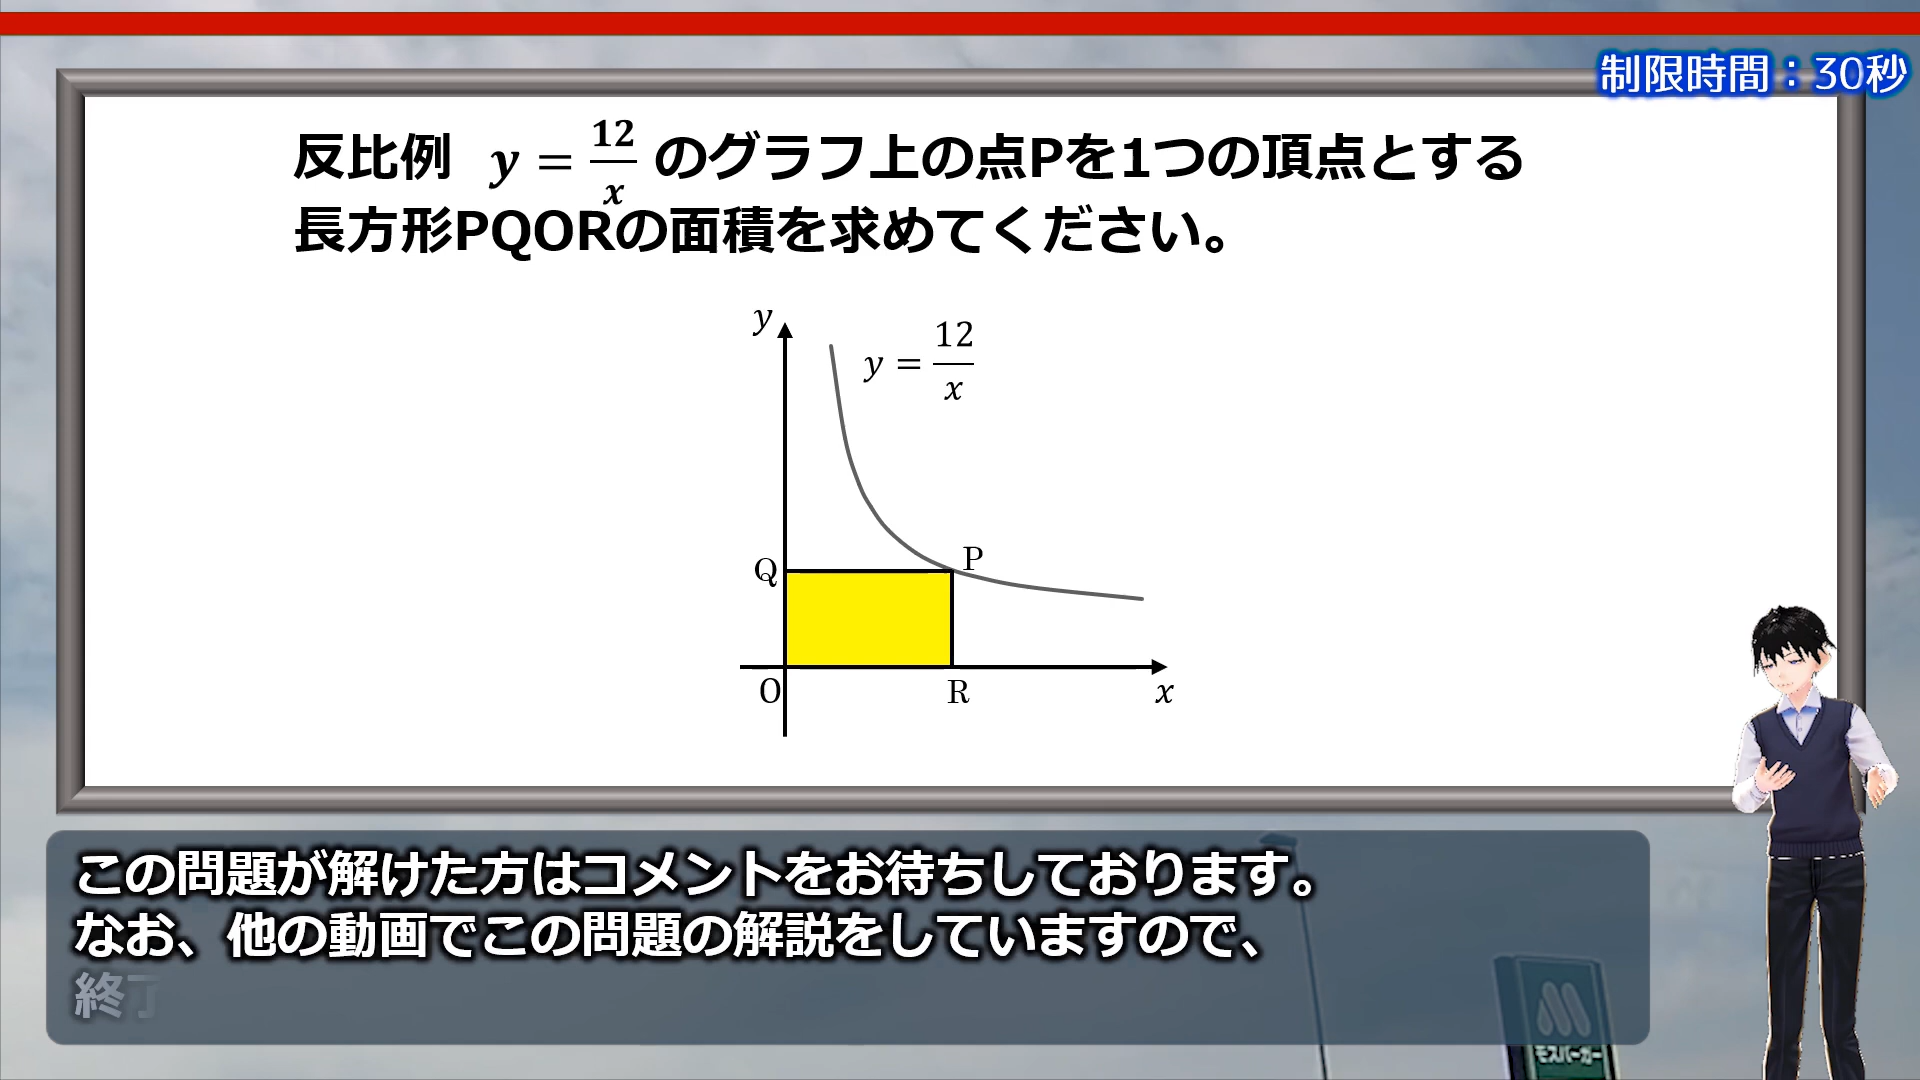 制限時間：30秒
反比例 y = 12/x のグラフ上の点Pを1つの頂点とする
長方形PQORの面積を求めてください。
y
y = 12/x
Q
P
O
R
x
この問題が解けた方はコメントをお待ちしております。
なお、他の動画でこの問題の解説をしていますので、
終了
モスバーガー